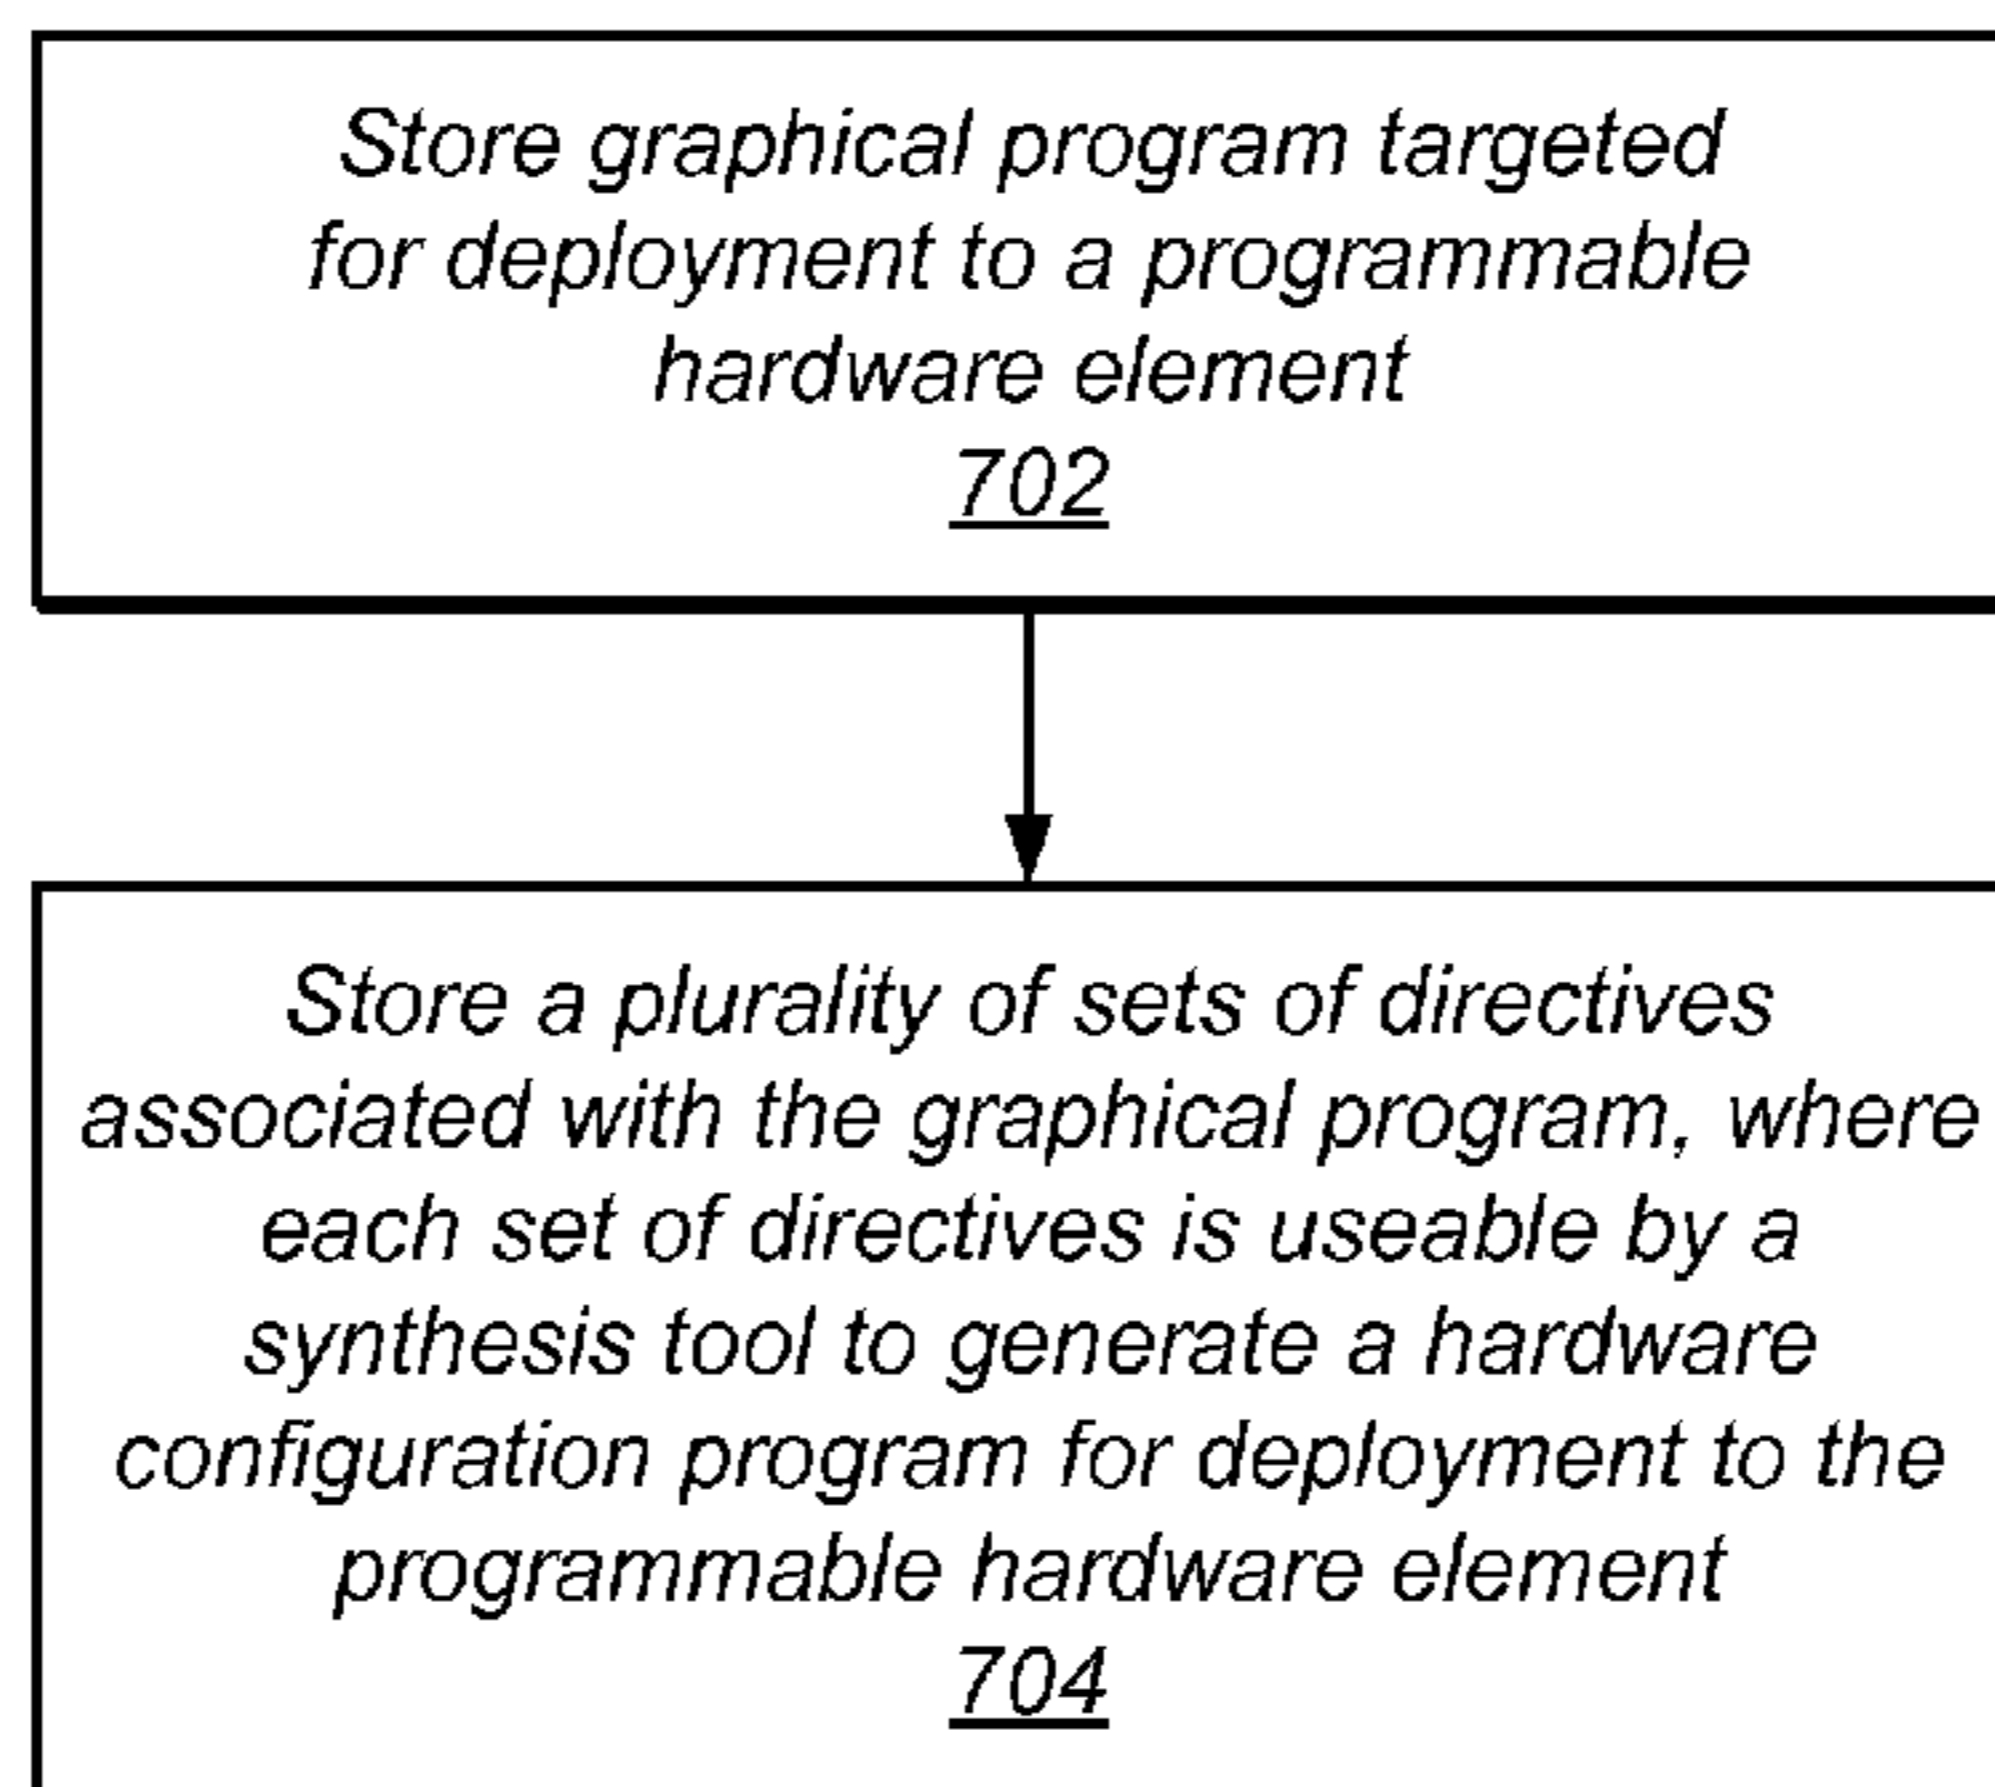 Store graphical program targeted
for deployment to a programmable
hardware element
702
Store a plurality of sets of directives
associated with the graphical program, where
each set of directives is useable by a
synthesis tool to generate a hardware
configuration program for deployment to the
programmable hardware element
704